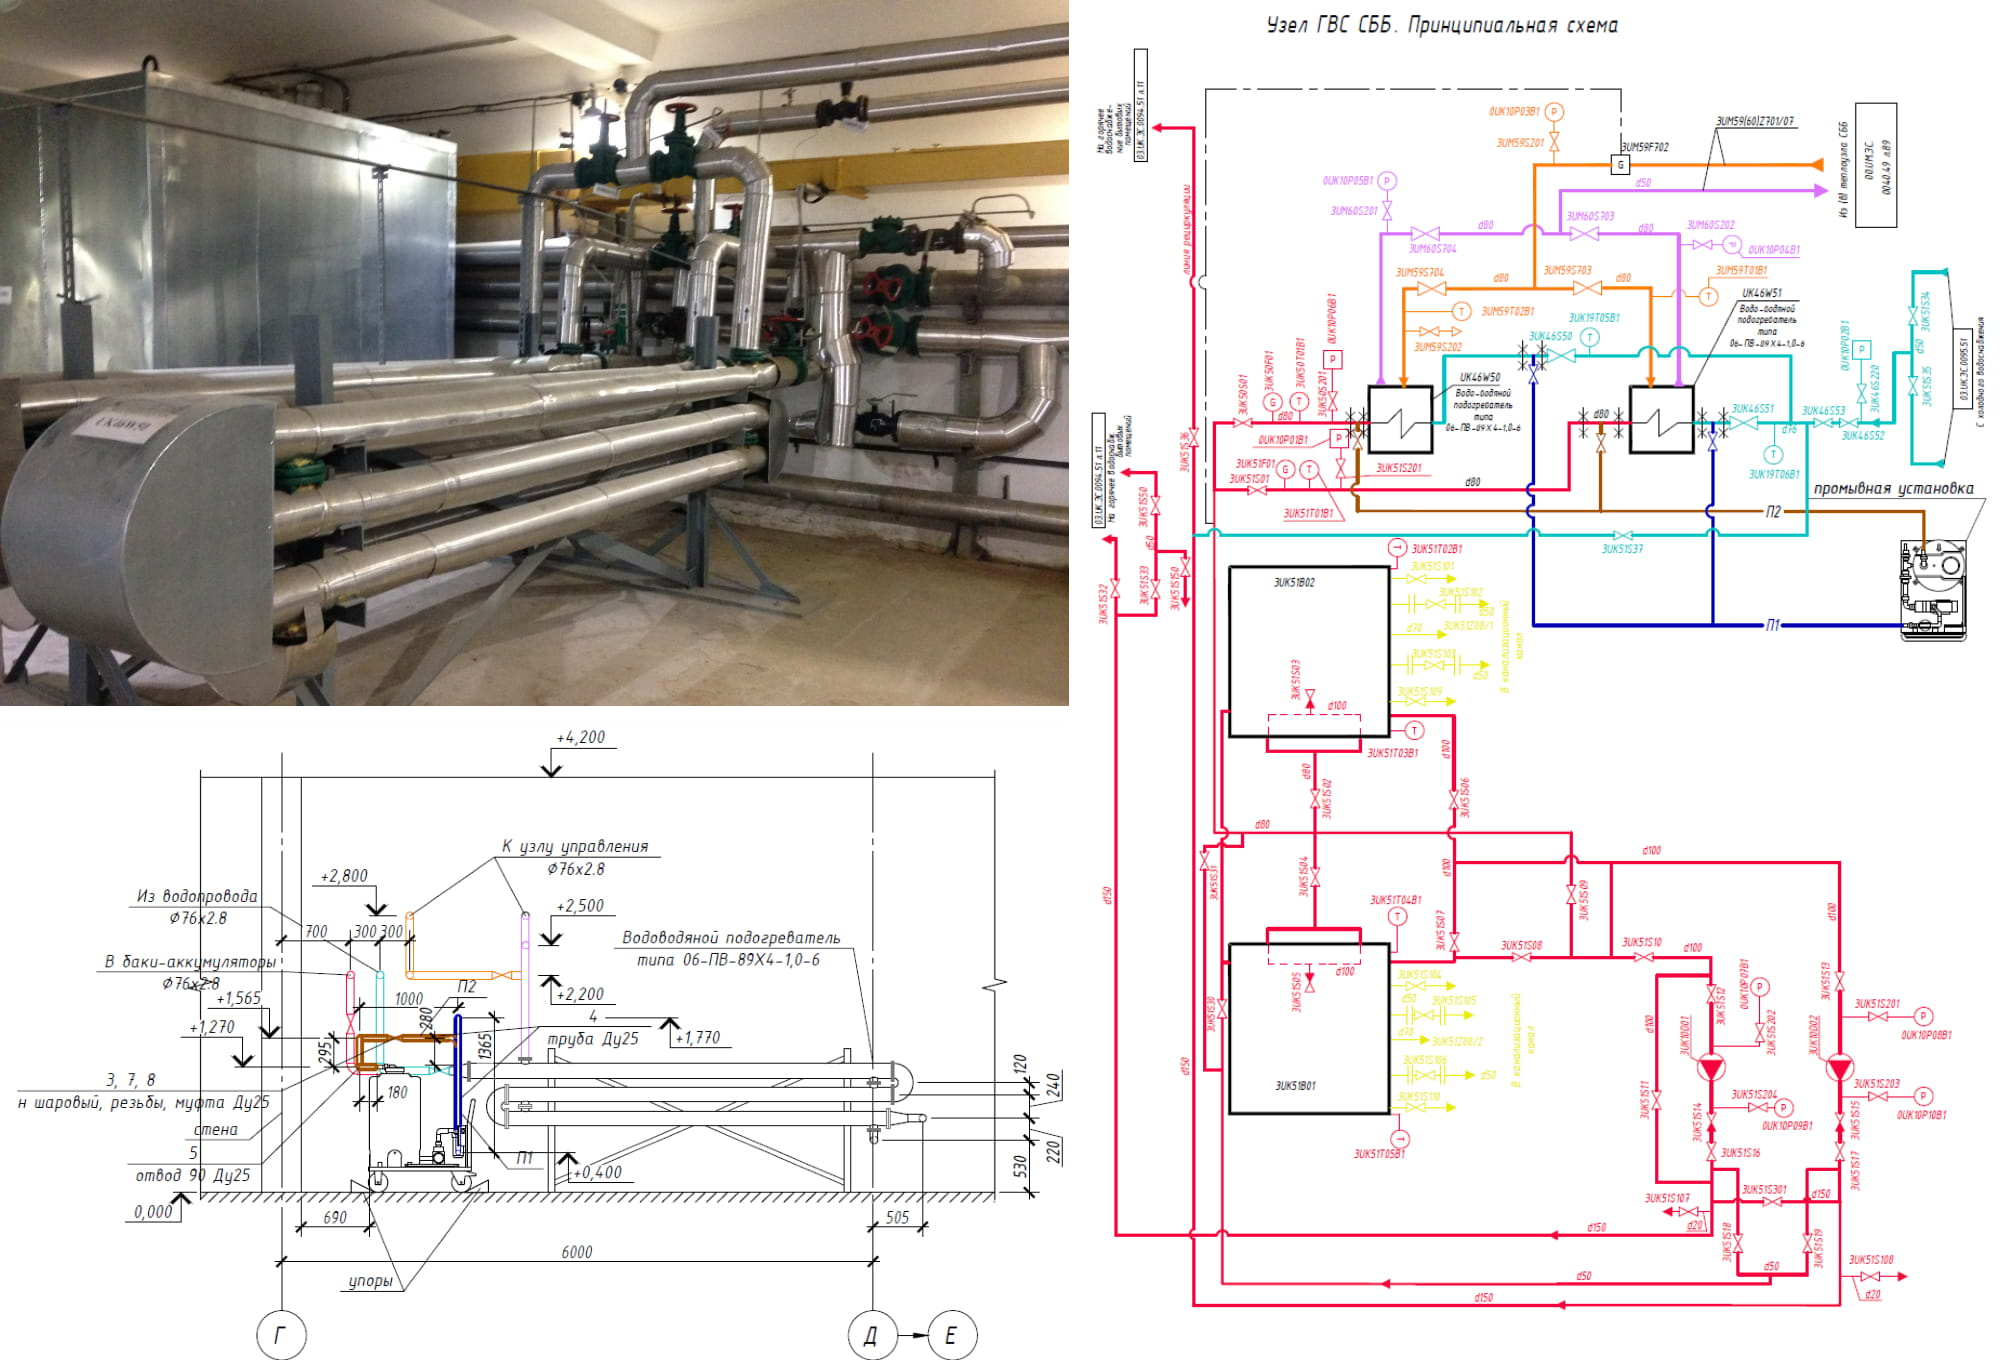 UK46W50
Узел ГВС СББ. Принципиальная схема
На горячее
водоснабже-
ние бытовых
помещений
03.UK.ЭС.0094.51 л.11
линия рециркуляции
0UK10P03B1
P
3UM59S201
3UM59F702
G
3UM59(60)Z701/07
d50
Из (в) теплоузла СББ
00.UM.ЭС
0040.49 л.89
0UK10P05B1
P
3UM60S201
d80
3UM60S703
d80
3UM60S704
3UM60S202
P
0UK10P04B1
3UM59S704
d80
3UM59S703
d80
3UM59T01B1
T
T
3UM59T02B1
3UM59S202
UK46W51
Водо-водяной
подогреватель
типа
06-ПВ-89Х4-1,0-6
3UK46S50
3UK19T05B1
T
UK46W50
Водо-водяной
подогреватель
типа
06-ПВ-89Х4-1,0-6
3UK50S01
3UK50F01
G
3UK50T01B1
T
3UK50S201
0UK10P06B1
P
d80
0UK10P01B1
P
3UK51F01
3UK51S01
G
T
3UK51S201
3UK51T01B1
d80
d80
3UK46S51
d76
3UK46S53
3UK46S52
3UK46S220
0UK10P02B1
P
T
3UK19T06B1
3UK51S34
d50
3UK51S35
03.UK.ЭС.0095.51
С холодного водоснабжения
промывная установка
П2
П1
3UK51S37
3UK51S36
03.UK.ЭС.0094.51 л.11
На горячее водоснабж.
бытовых
помещений
3UK51S50
d50
3UK51S33
3UK51S150
3UK51S32
3UK51B02
T
3UK51T02B1
3UK51S101
3UK51S102
d50
d70
3UK51Z08/1
3UK51S103
d50
3UK51S109
В канализационный
канал
3UK51S03
d100
T
3UK51T03B1
d80
3UK51S02
d100
3UK51S06
d80
3UK51S31
3UK51S04
d100
3UK51S09
d100
d150
3UK51T04B1
T
3UK51S07
3UK51S08
3UK51S10
d100
d100
3UK51S05
d100
3UK51B01
3UK51S30
3UK51S104
d50
3UK51S105
d70
3UK51Z08/2
3UK51S106
d50
3UK51S110
В канализационный
канал
T
3UK51T05B1
d150
d100
3UK51S12
0UK10P07B1
P
3UK51S202
3UK10D01
3UK51S13
3UK51S201
P
0UK10P08B1
3UK10D02
3UK51S11
3UK51S204
P
0UK10P09B1
3UK51S14
3UK51S203
P
0UK10P10B1
3UK51S15
3UK51S16
3UK51S17
3UK51S107
d20
3UK51S301
d150
3UK51S18
3UK51S19
d50
3UK51S108
d20
d150
d50
d150
+4,200
К узлу управления
Ф76х2.8
+2,800
Из водопровода
Ф76х2.8
700
300
300
+2,500
Водоводяной подогреватель
типа 06-ПВ-89Х4-1,0-6
В баки-аккумуляторы
Ф76х2.8
+1,565
+1,270
1000
П2
280
+2,200
4
труба Ду25
+1,770
1365
295
180
3, 7, 8
н шаровый, резьбы, муфта Ду25
стена
5
отвод 90 Ду25
0,000
П1
+0,400
120
240
220
530
690
505
6000
упоры
Г
Д
Е